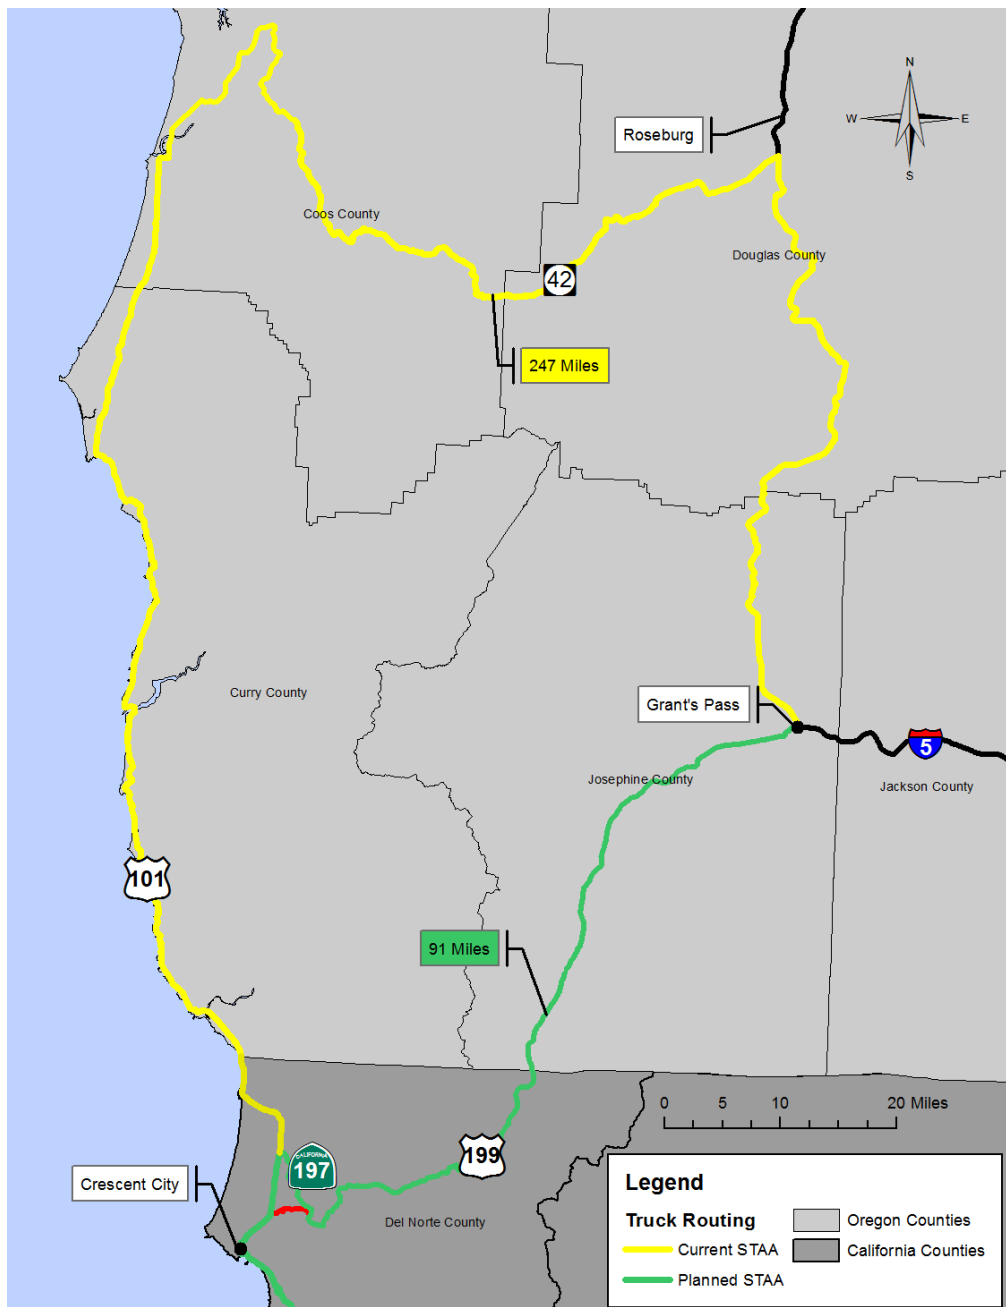 N
W E
S
Roseburg
Coos County
Douglas County
42
247 Miles
Curry County
Grant's Pass
5
Josephine County
Jackson County
101
91 Miles
0 5 10 20 Miles
CALIFORNIA
197
199
Crescent City
Del Norte County
Legend
Truck Routing
Current STAA
Planned STAA
Oregon Counties
California Counties